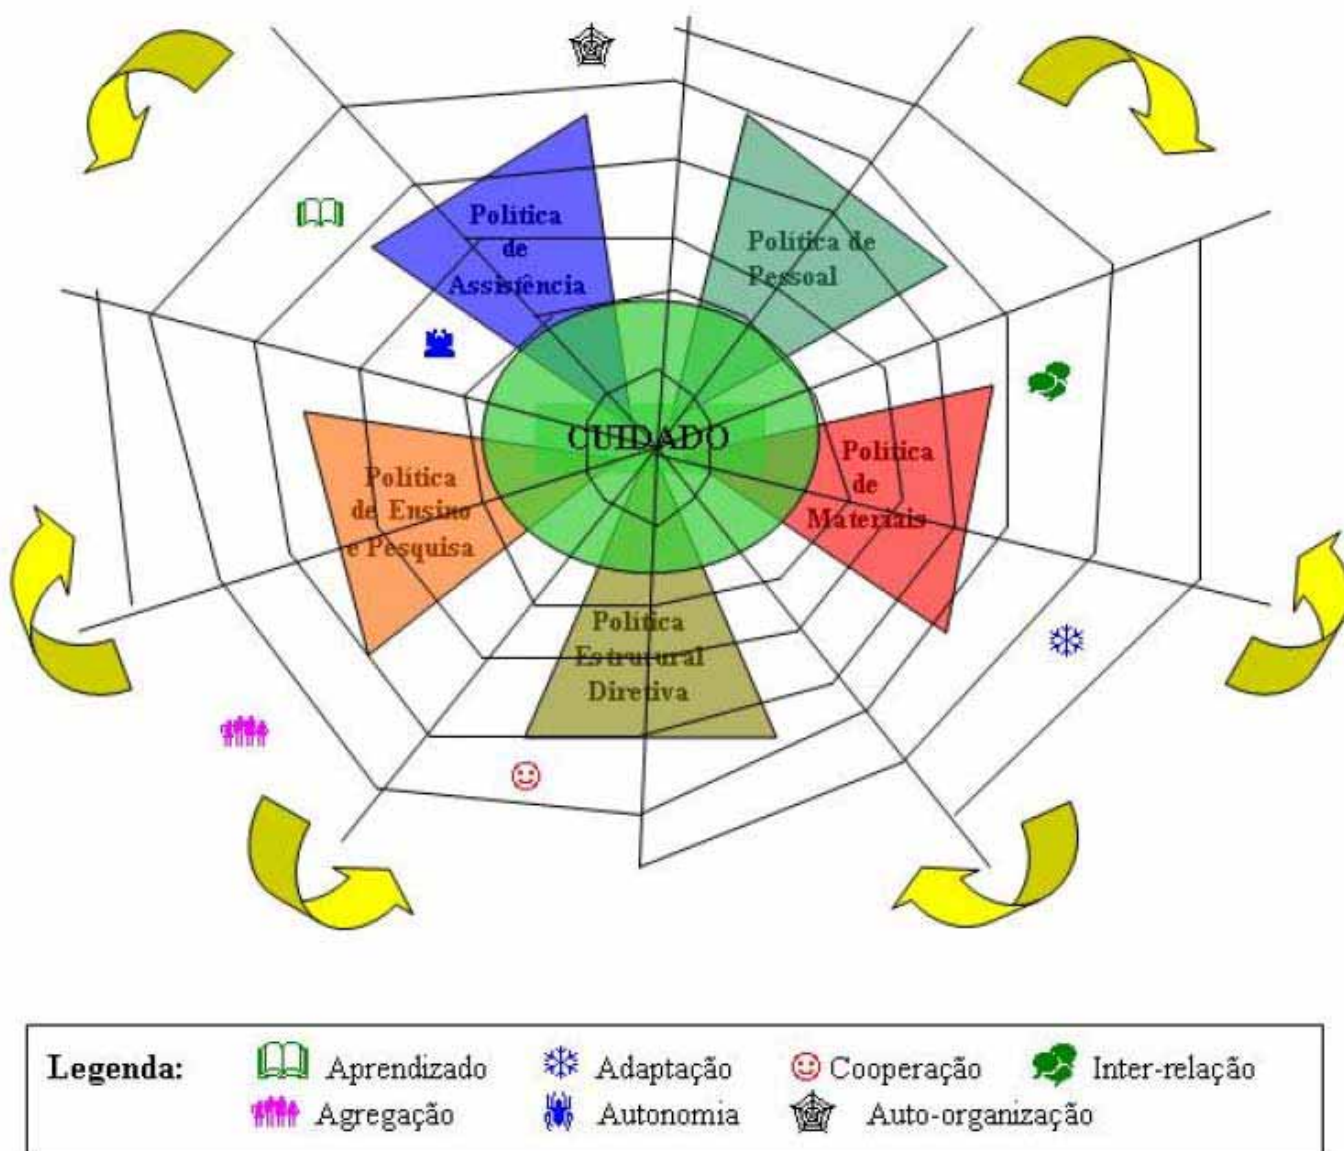 Política
de
Assistência
Política de
Pessoal
CUIDADO
Política
de
Materiais
Política
de Ensino
e Pesquisa
Política
Estrutural
Diretiva
Legenda:
Aprendizado
Adaptação
Cooperação
Inter-relação
Agregação
Autonomia
Auto-organização